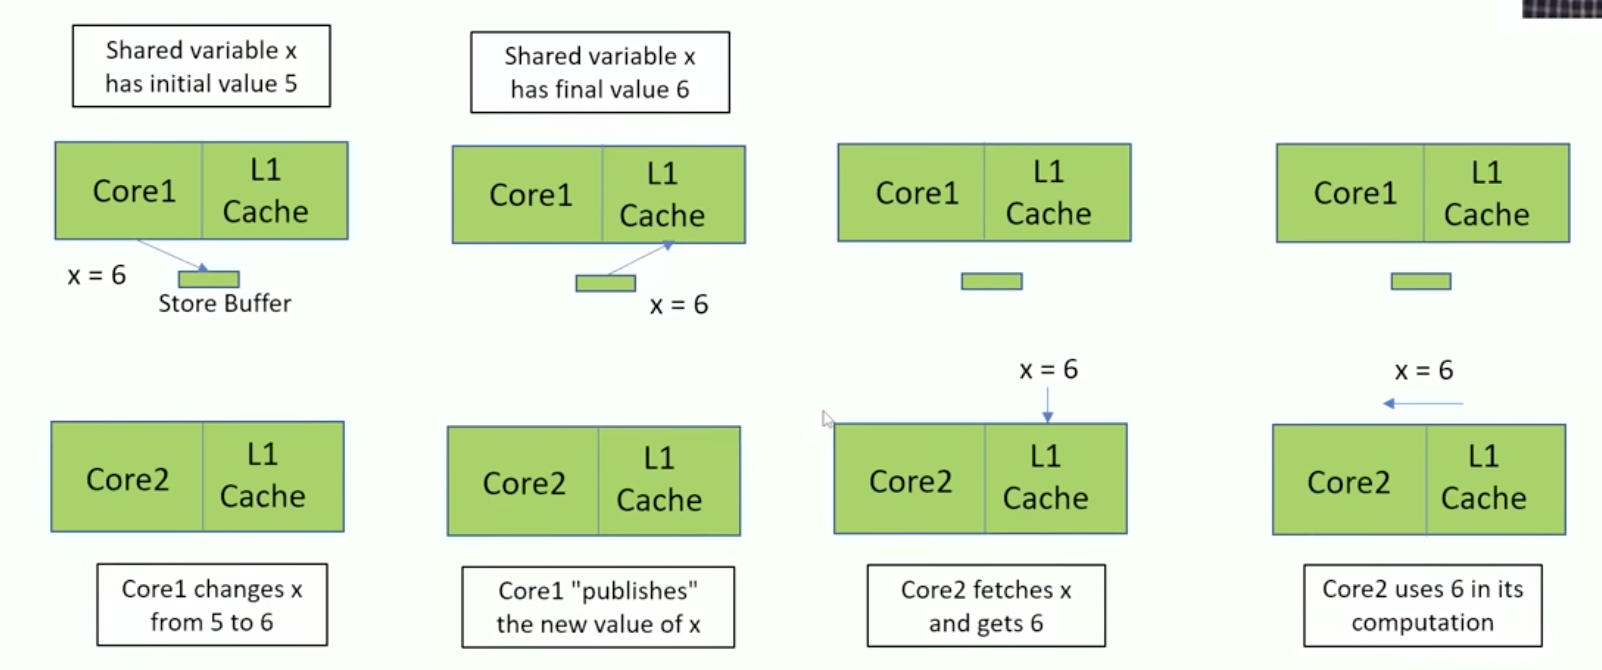 Shared variable x
has initial value 5
Shared variable x
has final value 6
Core1
L1
Cache
Core1
L1
Cache
Core1
L1
Cache
Core1
L1
Cache
x = 6
Store Buffer
x = 6
x = 6
x = 6
Core2
L1
Cache
Core2
L1
Cache
Core2
L1
Cache
Core2
L1
Cache
Core1 changes x
from 5 to 6
Core1 "publishes"
the new value of x
Core2 fetches x
and gets 6
Core2 uses 6 in its
computation